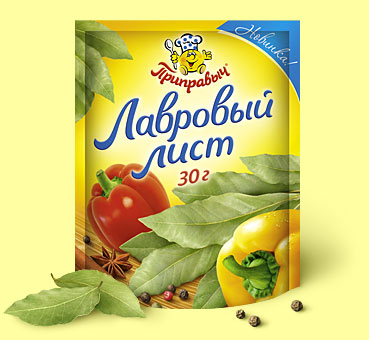 Новинка!
Приправыч
Лавровый
лист
30 г